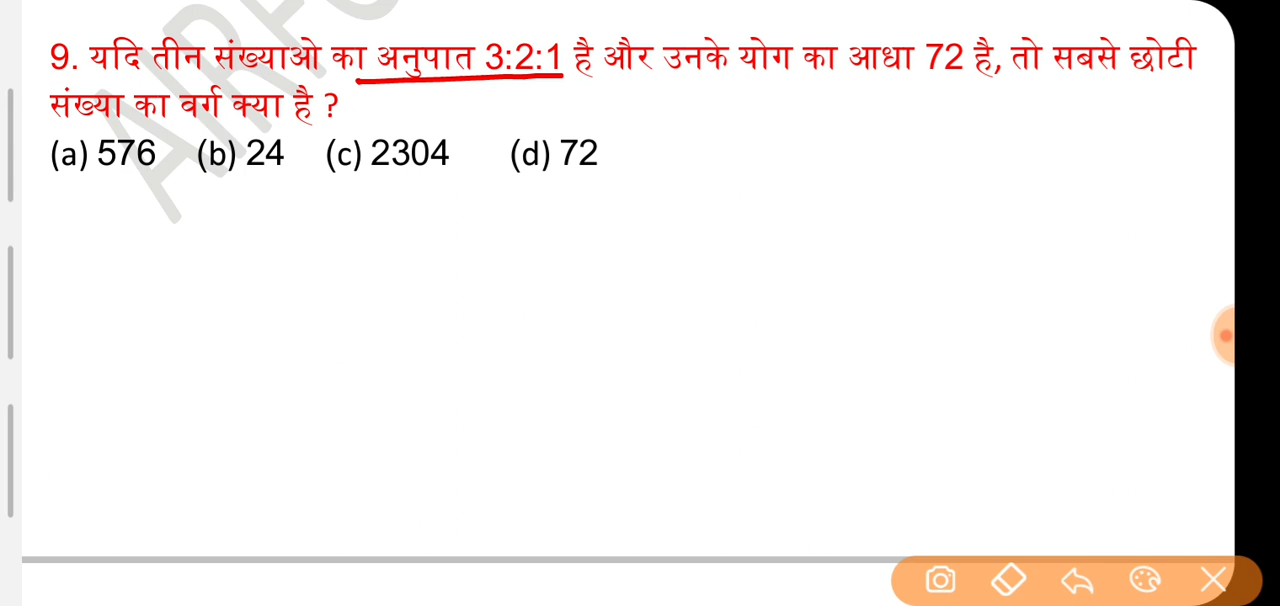 9. यदि तीन संख्याओ का अनुपात 3:2:1 है और उनके योग का आधा 72 है, तो सबसे छोटी
संख्या का वर्ग क्या है ?
(a) 576 (b) 24 (c) 2304 (d) 72